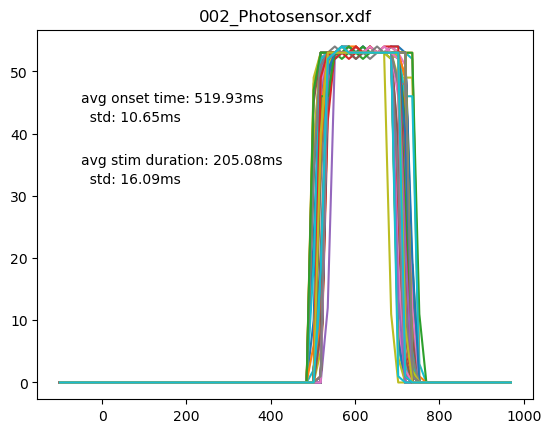 002_Photosensor.xdf
50
avg onset time: 519.93ms
std: 10.65ms
40
avg stim duration: 205.08ms
std: 16.09ms
30
20
10
0
0 200 400 600 800 1000